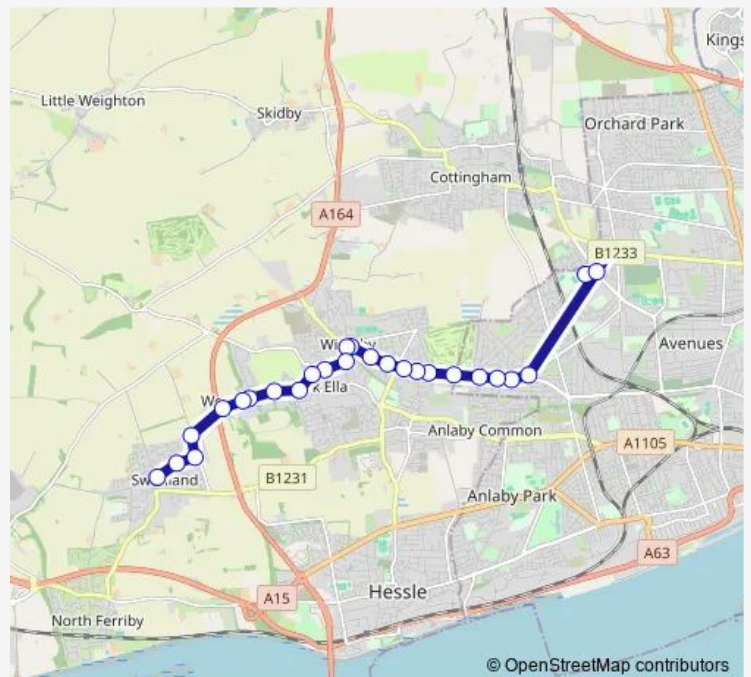 Kings
Little Weighton
Skidby
Orchard Park
Cottingham
A164
B1233
Avenues
Ella
Anlaby Common
A1105
B1231
Anlaby Park
A63
A15
Hessle
North Ferriby
© OpenStreetMap contributors